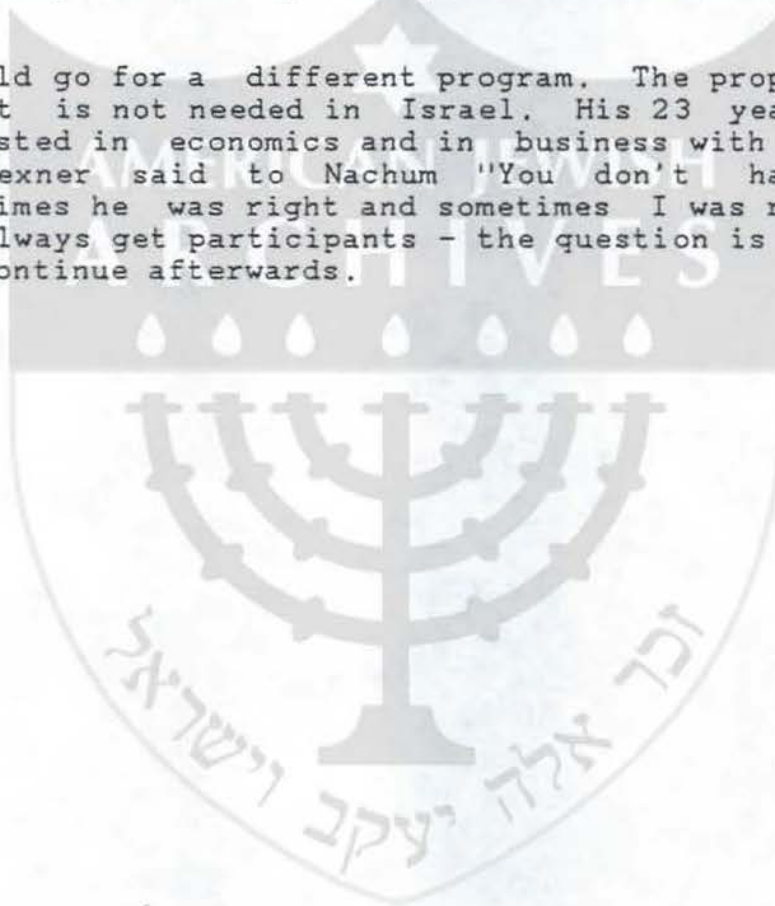 ld go for a different program. The prop
t is not needed in Israel. His 23 yea
sted in economics and in business with
exner said to Nachum "You don't ha
imes he was right and sometimes I was r
lways get participants - the question is
ontinue afterwards.
AMERICAN JEWISH
ARCHIVES
זכר אלה יעקב וישראל